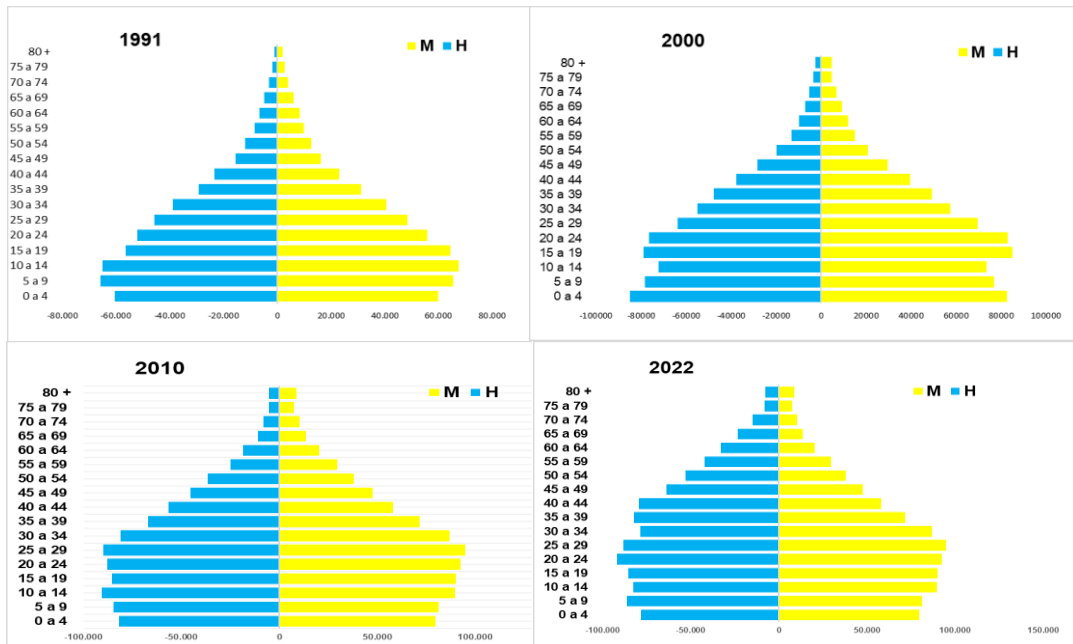 1991
M H
80 +
75 a 79
70 a 74
65 a 69
60 a 64
55 a 59
50 a 54
45 a 49
40 a 44
35 a 39
30 a 34
25 a 29
20 a 24
15 a 19
10 a 14
5 a 9
0 a 4
-80.000 -60.000 -40.000 -20.000 0 20.000 40.000 60.000 80.000
2000
M H
80 +
75 a 79
70 a 74
65 a 69
60 a 64
55 a 59
50 a 54
45 a 49
40 a 44
35 a 39
30 a 34
25 a 29
20 a 24
15 a 19
10 a 14
5 a 9
0 a 4
-100000 -80000 -60000 -40000 -20000 0 20000 40000 60000 80000 100000
2010
M H
80 +
75 a 79
70 a 74
65 a 69
60 a 64
55 a 59
50 a 54
45 a 49
40 a 44
35 a 39
30 a 34
25 a 29
20 a 24
15 a 19
10 a 14
5 a 9
0 a 4
-100.000 -50.000 0 50.000 100.000
2022
M H
80 +
75 a 79
70 a 74
65 a 69
60 a 64
55 a 59
50 a 54
45 a 49
40 a 44
35 a 39
30 a 34
25 a 29
20 a 24
15 a 19
10 a 14
5 a 9
0 a 4
-100.000 -50.000 0 50.000 100.000 150.000